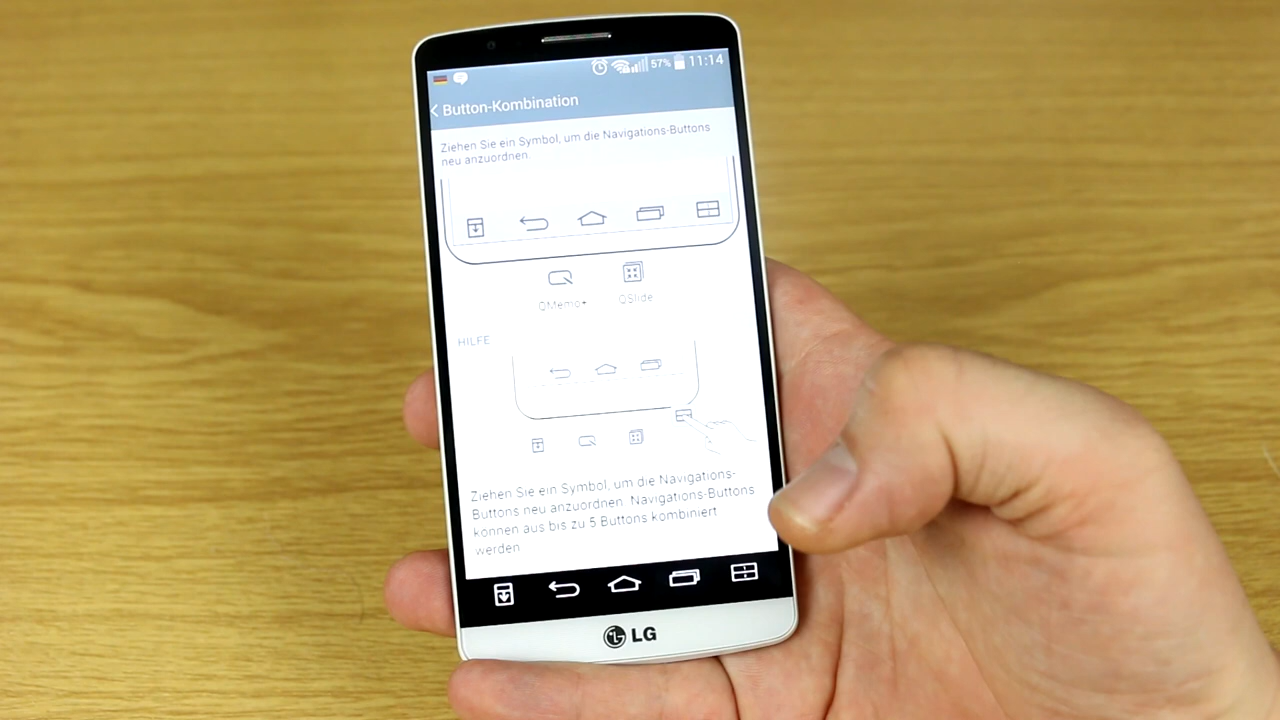 57% 11:14
Button-Kombination
Ziehen Sie ein Symbol, um die Navigations-Buttons
neu anzuordnen.
QMemo+ QSlide
HILFE
Ziehen Sie ein Symbol, um die Navigations-
Buttons neu anzuordnen. Navigations-Buttons
können aus bis zu 5 Buttons kombiniert
werden
LG